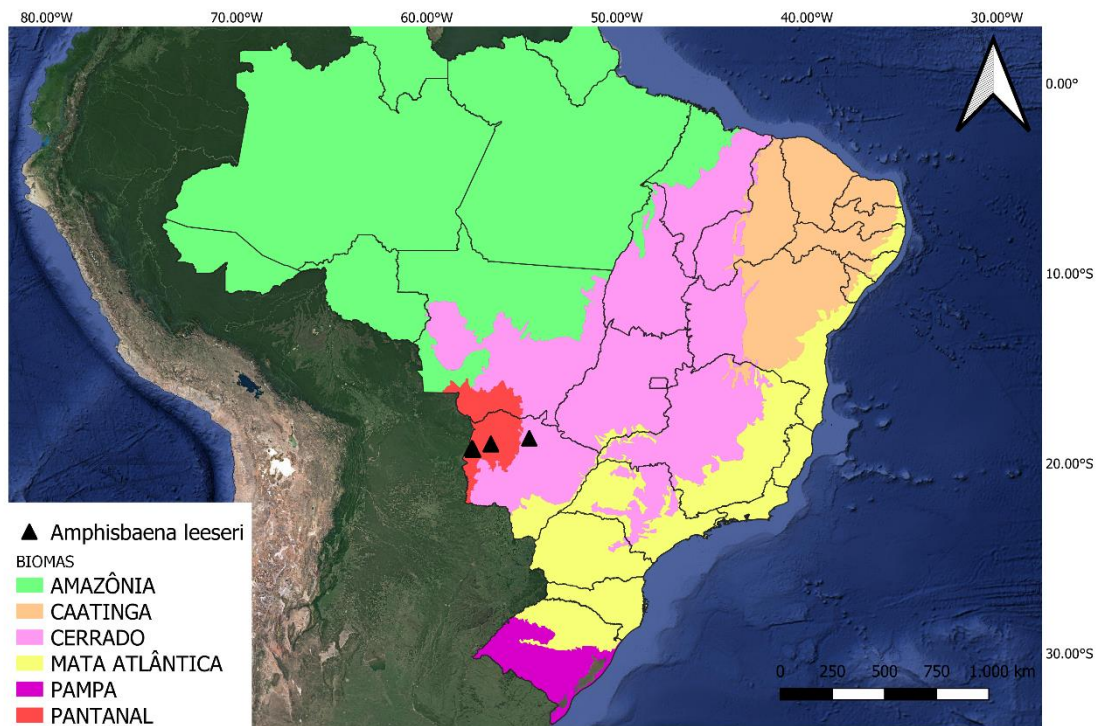 80.00°W 70.00°W 60.00°W 50.00°W 40.00°W 30.00°W
0.00°
10.00°S
20.00°S
30.00°S
Amphisbaena leeseri
BIOMAS
AMAZÔNIA
CAATINGA
CERRADO
MATA ATLÂNTICA
PAMPA
PANTANAL
0 250 500 750 1.000 km